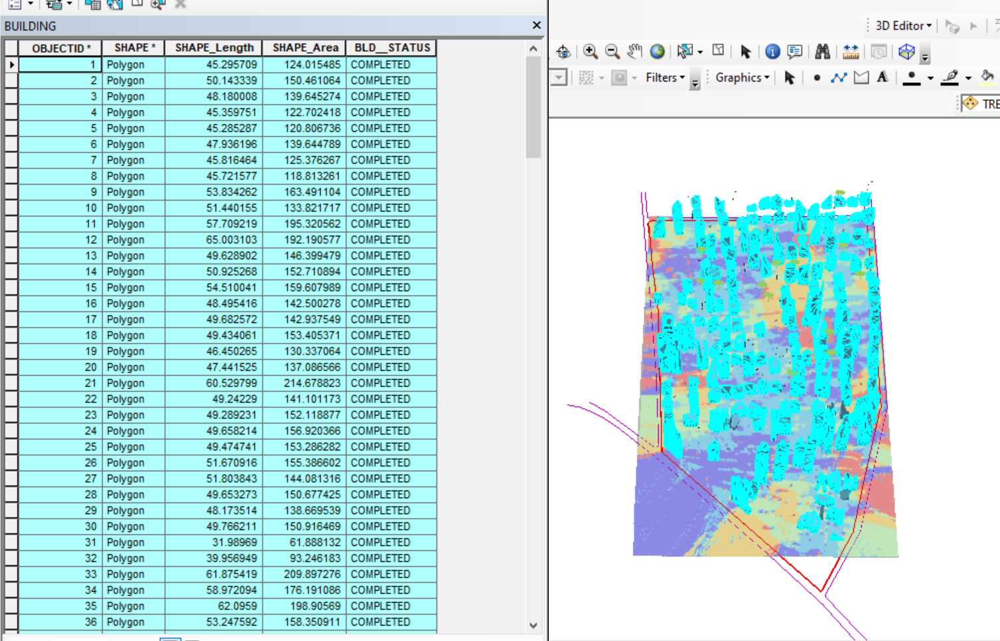 BUILDING
OBJECTID * SHAPE * SHAPE_Length SHAPE_Area BLD__STATUS
1 Polygon 45.295709 124.015485 COMPLETED
2 Polygon 50.143339 150.461064 COMPLETED
3 Polygon 48.180008 139.645274 COMPLETED
4 Polygon 45.359751 122.702418 COMPLETED
5 Polygon 45.285287 120.806736 COMPLETED
6 Polygon 47.936196 139.644789 COMPLETED
7 Polygon 45.816464 125.376267 COMPLETED
8 Polygon 45.721577 118.813261 COMPLETED
9 Polygon 53.834262 163.491104 COMPLETED
10 Polygon 51.440155 133.821717 COMPLETED
11 Polygon 57.709219 195.320562 COMPLETED
12 Polygon 65.003103 192.190577 COMPLETED
13 Polygon 49.628902 146.399479 COMPLETED
14 Polygon 50.925268 152.710894 COMPLETED
15 Polygon 54.510041 159.607989 COMPLETED
16 Polygon 48.495416 142.500278 COMPLETED
17 Polygon 49.682572 142.937549 COMPLETED
18 Polygon 49.434061 153.405371 COMPLETED
19 Polygon 46.450265 130.337064 COMPLETED
20 Polygon 47.441525 137.086566 COMPLETED
21 Polygon 60.529799 214.678823 COMPLETED
22 Polygon 49.24229 141.101173 COMPLETED
23 Polygon 49.289231 152.118877 COMPLETED
24 Polygon 49.658214 156.920366 COMPLETED
25 Polygon 49.474741 153.286282 COMPLETED
26 Polygon 51.670916 155.386602 COMPLETED
27 Polygon 51.803843 144.081316 COMPLETED
28 Polygon 49.653273 150.677425 COMPLETED
29 Polygon 48.173514 138.669539 COMPLETED
30 Polygon 49.766211 150.916469 COMPLETED
31 Polygon 31.98969 61.888132 COMPLETED
32 Polygon 39.956949 93.246183 COMPLETED
33 Polygon 61.875419 209.897276 COMPLETED
34 Polygon 58.972094 176.191086 COMPLETED
35 Polygon 62.0959 198.90569 COMPLETED
36 Polygon 53.247592 158.350911 COMPLETED
3D Editor
Filters Graphics A
TRE